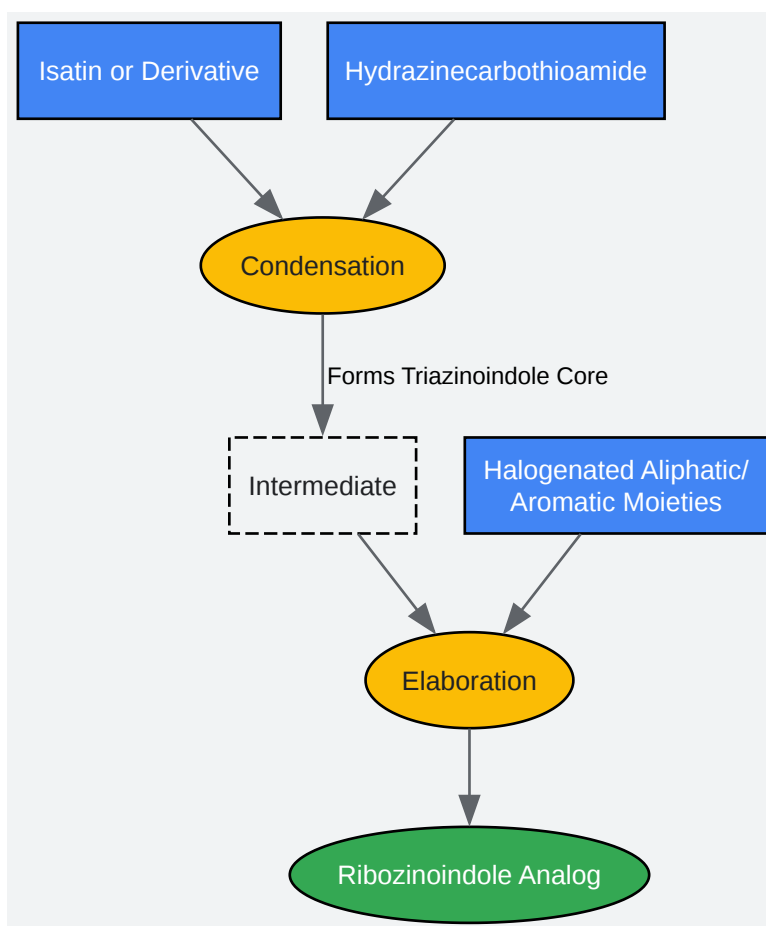 Isatin or Derivative
Hydrazinecarbothioamide
Condensation
Forms Triazinoindole Core
Intermediate
Halogenated Aliphatic/
Aromatic Moieties
Elaboration
Ribozinoindole Analog